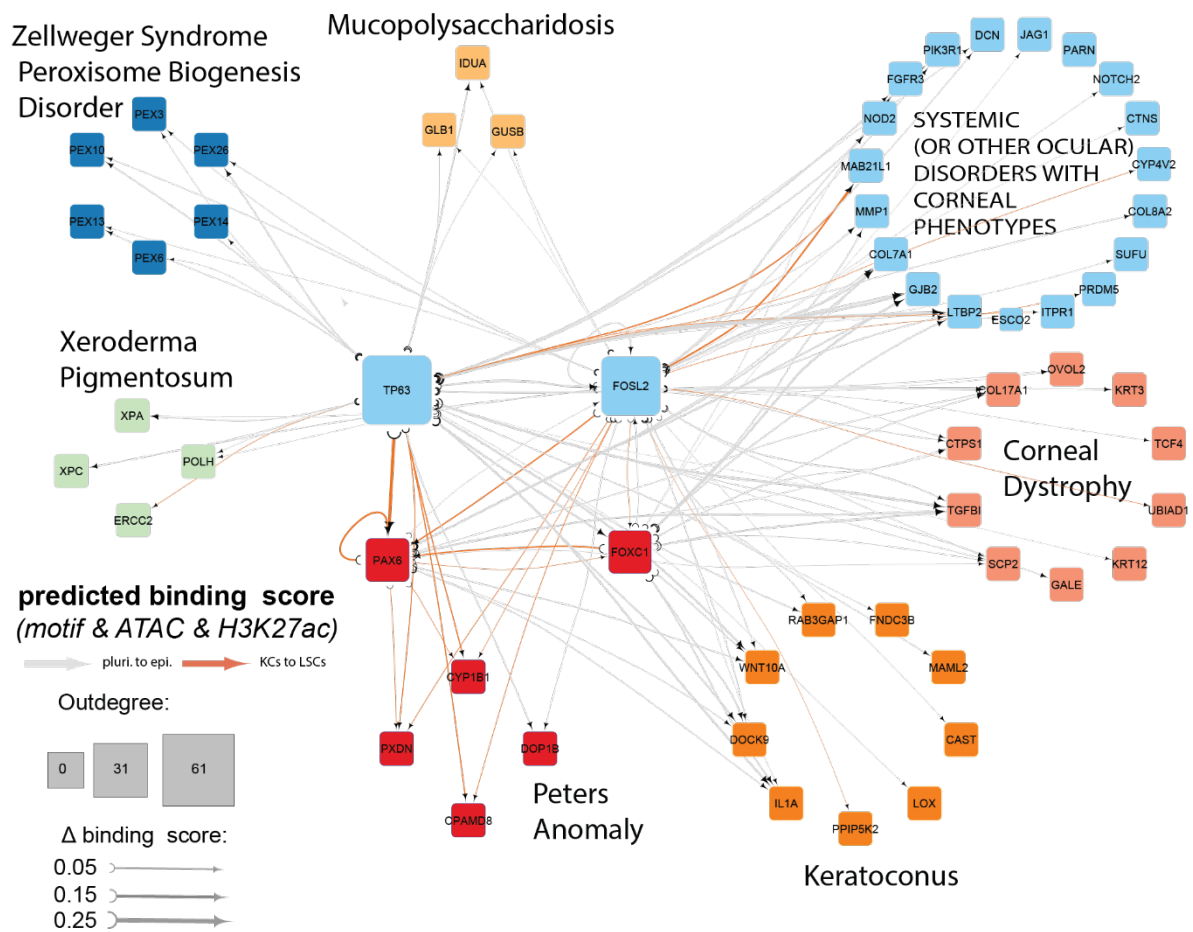 Zellweger Syndrome
Peroxisome Biogenesis
Disorder
Mucopolysaccharidosis
IDUA
GLB1
GUSB
PEX3
PEX10
PEX26
PEX13
PEX14
PEX6
DCN
JAG1
PIK3R1
PARN
FGFR3
NOTCH2
NOD2
CTNS
SYSTEMIC
(OR OTHER OCULAR)
DISORDERS WITH
CORNEAL
PHENOTYPES
MAB21L1
CYP4V2
MMP1
COL8A2
COL7A1
SUFU
GJB2
PRDM5
LTBP2
ESCO2
ITPR1
Xeroderma
Pigmentosum
XPA
XPC
POLH
ERCC2
TP63
FOSL2
PAX6
FOXC1
OVOL2
COL17A1
KRT3
CTPS1
TCF4
Corneal
Dystrophy
TGFBI
UBIAD1
SCP2
KRT12
GALE
predicted binding score
(motif & ATAC & H3K27ac)
pluri. to epi.
KCs to LSCs
Outdegree:
0
31
61
Δ binding score:
0.05
0.15
0.25
CYP1B1
PXDN
DOP1B
CPAMD8
Peters
Anomaly
RAB3GAP1
FNDC3B
WNT10A
MAML2
DOCK9
CAST
IL1A
LOX
PPIP5K2
Keratoconus